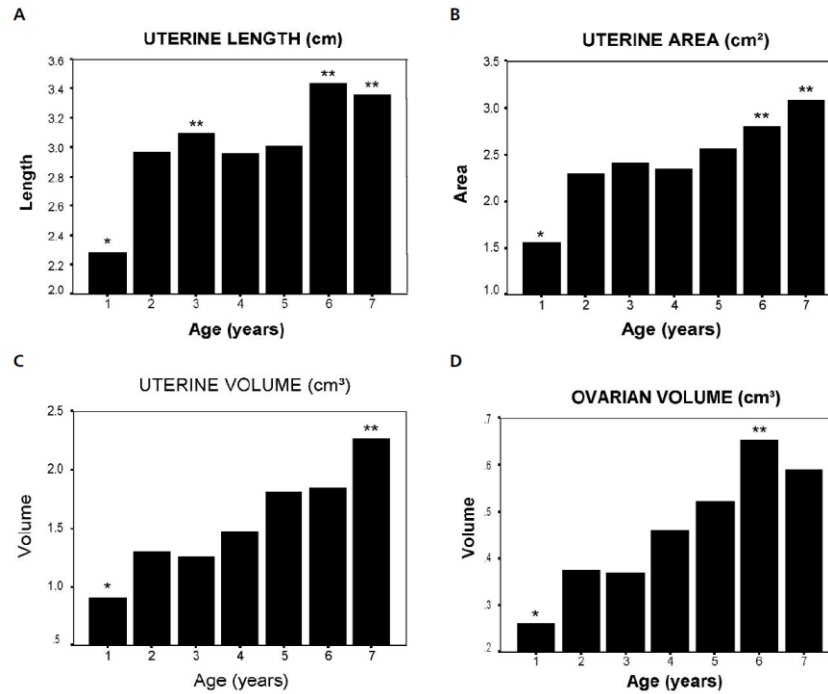 A
UTERINE LENGTH (cm)
3.6
3.4
3.2
3.0
2.8
2.6
2.4
2.2
2.0
Length
*
**
**
**
1 2 3 4 5 6 7
Age (years)
B
UTERINE AREA (cm²)
3.5
3.0
2.5
2.0
1.5
1.0
Area
*
**
**
1 2 3 4 5 6 7
Age (years)
C
UTERINE VOLUME (cm³)
2.5
2.0
1.5
1.0
.5
Volume
*
**
1 2 3 4 5 6 7
Age (years)
D
OVARIAN VOLUME (cm³)
.7
.6
.5
.4
.3
.2
Volume
*
**
1 2 3 4 5 6 7
Age (years)